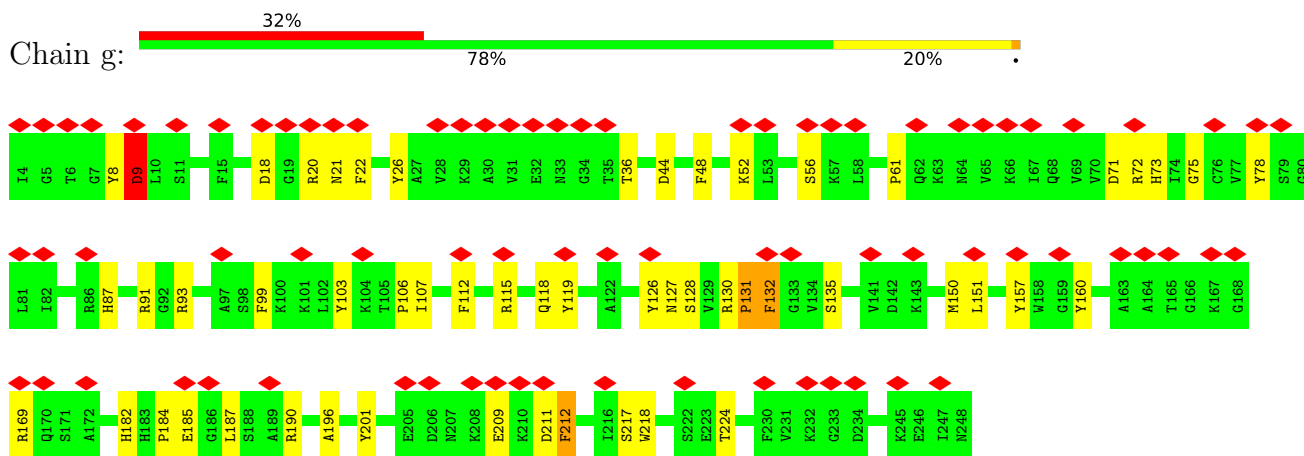 32%
Chain g:
78% 20% •
I4 G5 T6 G7 Y8 D9 L10 S11 F15 D18 G19 R20 N21 F22 Y26 A27 V28 K29 A30 V31 E32 N33 G34 T35 T36 D44 F48 K52 L53 S56 K57 L58 P61 Q62 K63 N64 V65 K66 I67 Q68 V69 V70 D71 R72 H73 I74 G75 C76 V77 Y78 S79 G80
L81 I82 R86 H87 R91 G92 R93 A97 S98 F99 K100 K101 L102 Y103 K104 T105 P106 I107 F112 R115 Q118 Y119 A122 Y126 N127 S128 V129 R130 P131 F132 G133 V134 S135 V141 D142 K143 M150 L151 Y157 W158 G159 Y160 A163 A164 T165 G166 K167 G168
R169 Q170 S171 A172 H182 H183 P184 E185 G186 L187 S188 A189 R190 A196 Y201 E205 D206 N207 K208 E209 K210 D211 F212 I216 S217 W218 S222 E223 T224 F230 V231 K232 G233 D234 K245 E246 I247 N248